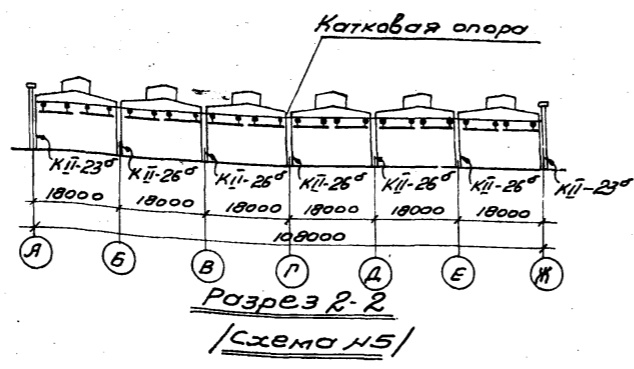 Катковая опора
КII-23б КII-26б КII-26б КII-26б КII-26б КII-26б КII-23б
18000 18000 18000 18000 18000 18000
108000
А Б В Г Д Е Ж
Разрез 2-2
/Схема №5/